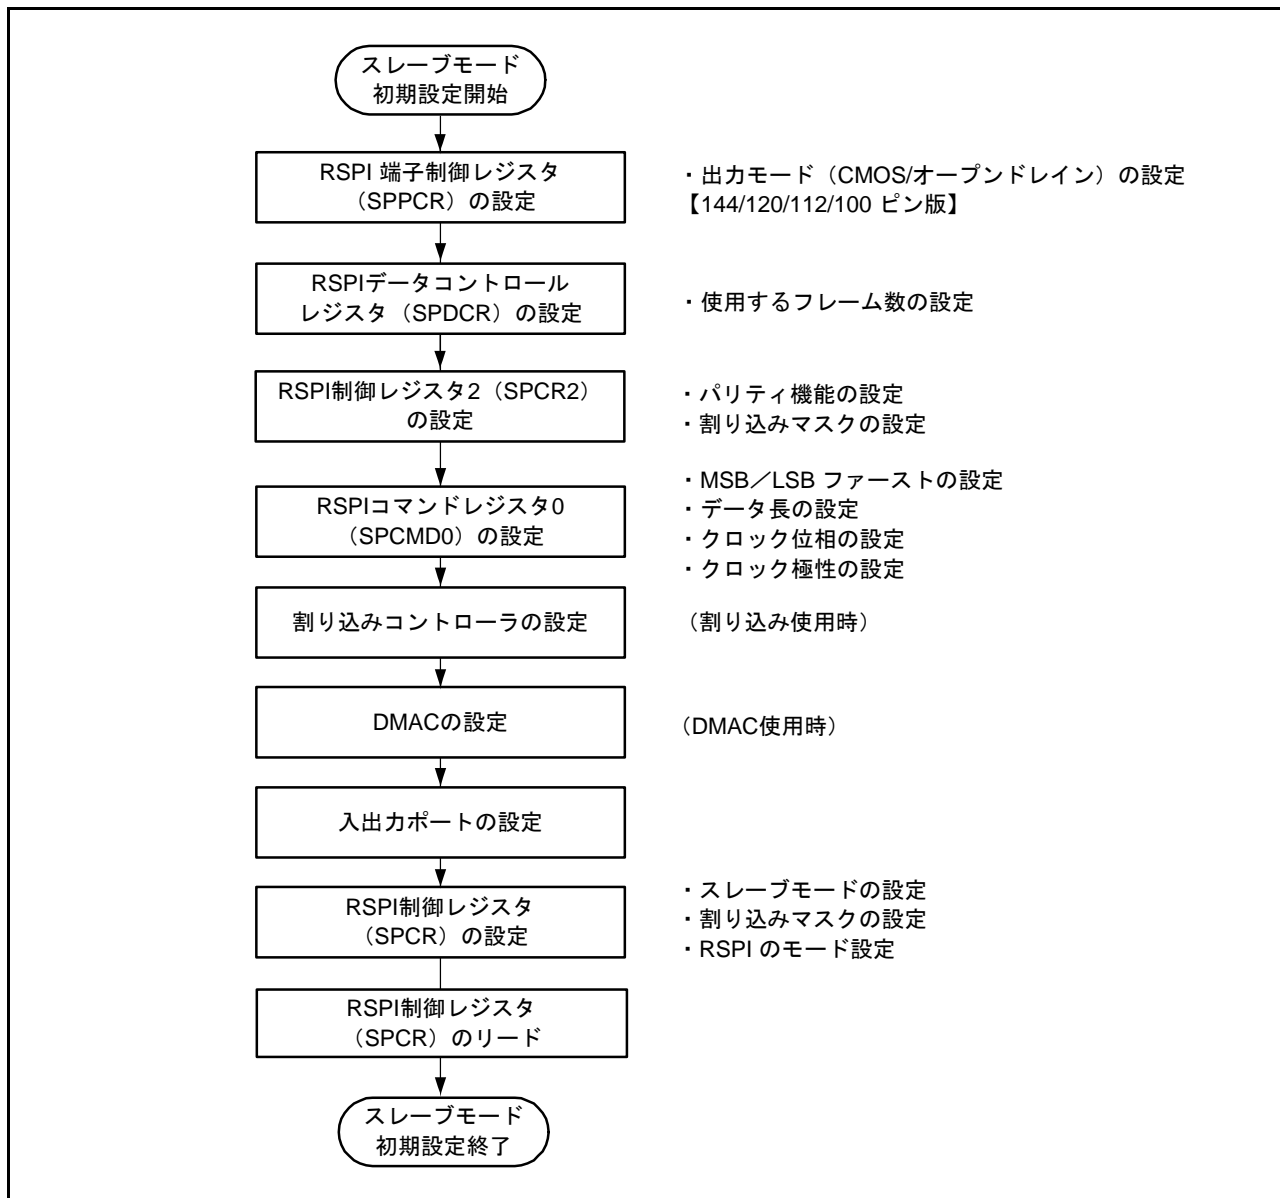 スレーブモード
初期設定開始
RSPI 端子制御レジスタ
（SPPCR）の設定
・出力モード（CMOS/オープンドレイン）の設定
【144/120/112/100 ピン版】
RSPIデータコントロール
レジスタ（SPDCR）の設定
・使用するフレーム数の設定
RSPI制御レジスタ2（SPCR2）
の設定
・パリティ機能の設定
・割り込みマスクの設定
RSPIコマンドレジスタ0
（SPCMD0）の設定
・MSB／LSB ファーストの設定
・データ長の設定
・クロック位相の設定
・クロック極性の設定
割り込みコントローラの設定
（割り込み使用時）
DMACの設定
（DMAC使用時）
入出力ポートの設定
RSPI制御レジスタ
（SPCR）の設定
・スレーブモードの設定
・割り込みマスクの設定
・RSPI のモード設定
RSPI制御レジスタ
（SPCR）のリード
スレーブモード
初期設定終了